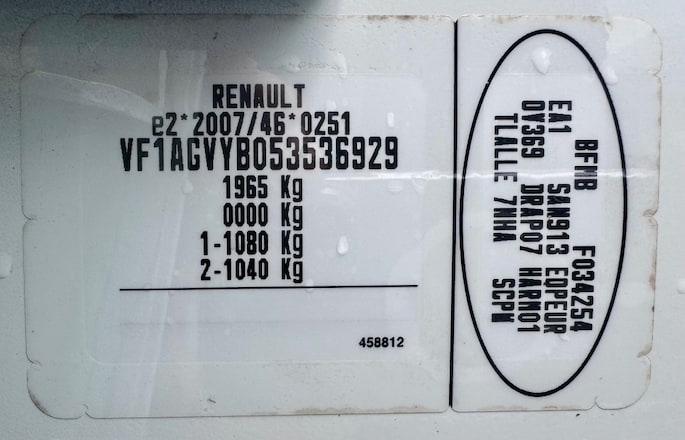 RENAULT
e2*2007/46*0251
VF1AGVYB053536929
1965 Kg
0000 Kg
1-1080 Kg
2-1040 Kg
458812
BFMB F034254
EA1 SAN913 EQPEUR
OV369 DRAP07 HARM01
TLALLE 7NHA SCPM